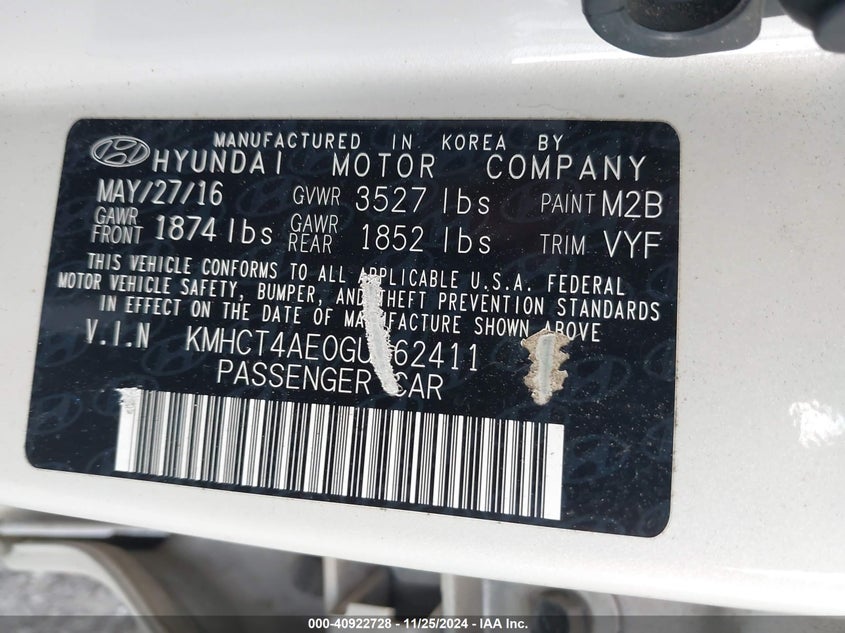 MANUFACTURED IN KOREA BY
HYUNDAI MOTOR COMPANY
MAY/27/16 GVWR 3527 lbs PAINT M2B
GAWR FRONT 1874 lbs GAWR REAR 1852 lbs TRIM VYF
THIS VEHICLE CONFORMS TO ALL APPLICABLE U.S.A. FEDERAL
MOTOR VEHICLE SAFETY, BUMPER, AND THEFT PREVENTION STANDARDS
IN EFFECT ON THE DATE OF MANUFACTURE SHOWN ABOVE
V.I.N
PASSENGER CAR
000-40922728 - 11/25/2024 - IAA Inc.